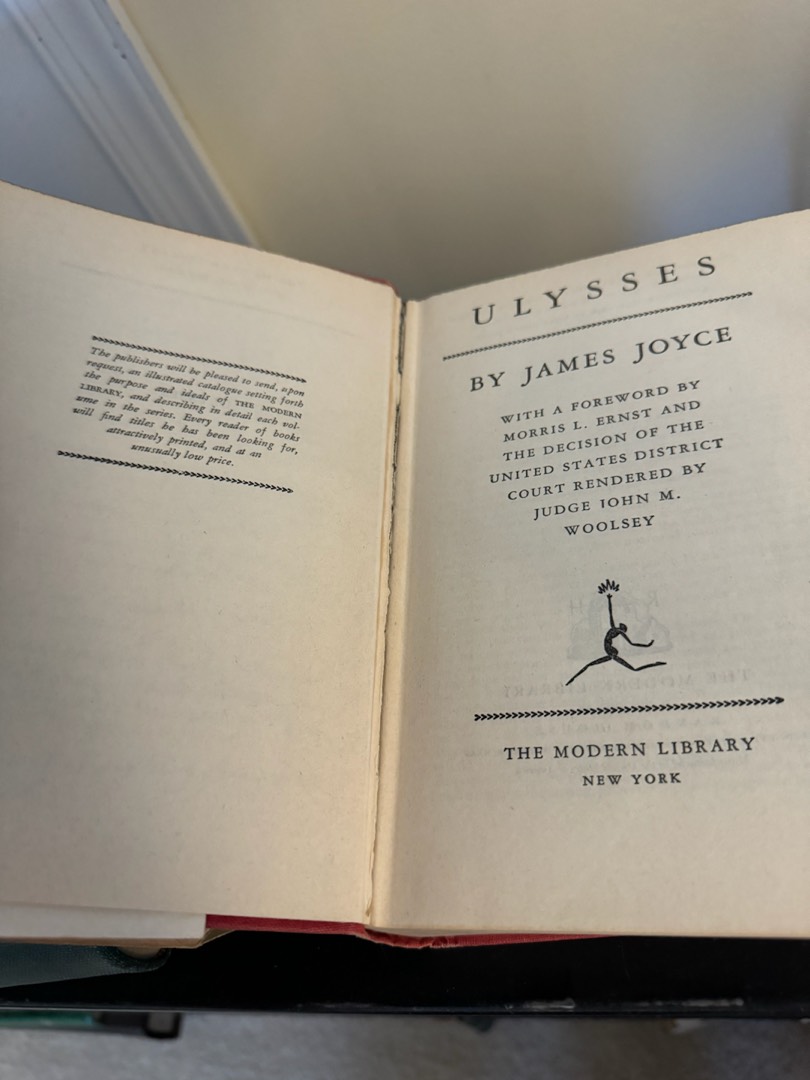 The publishers will be pleased to send, upon
request, an illustrated catalogue setting forth
the purpose and ideals of THE MODERN
LIBRARY, and describing in detail each vol-
ume in the series. Every reader of books
will find titles he has been looking for,
attractively printed, and at an
unusually low price.
ULYSSES
BY JAMES JOYCE
WITH A FOREWORD BY
MORRIS L. ERNST AND
THE DECISION OF THE
UNITED STATES DISTRICT
COURT RENDERED BY
JUDGE JOHN M.
WOOLSEY
THE MODERN LIBRARY
NEW YORK